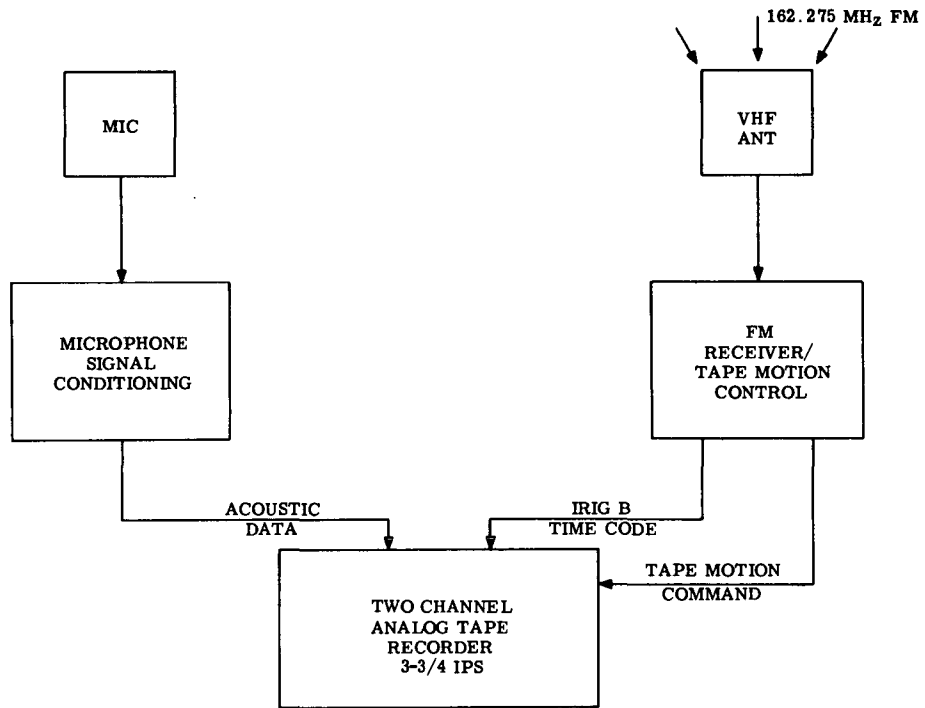 162.275 MHz FM
MIC
VHF
ANT
MICROPHONE
SIGNAL
CONDITIONING
FM
RECEIVER/
TAPE MOTION
CONTROL
ACOUSTIC
DATA
IRIG B
TIME CODE
TAPE MOTION
COMMAND
TWO CHANNEL
ANALOG TAPE
RECORDER
3-3/4 IPS